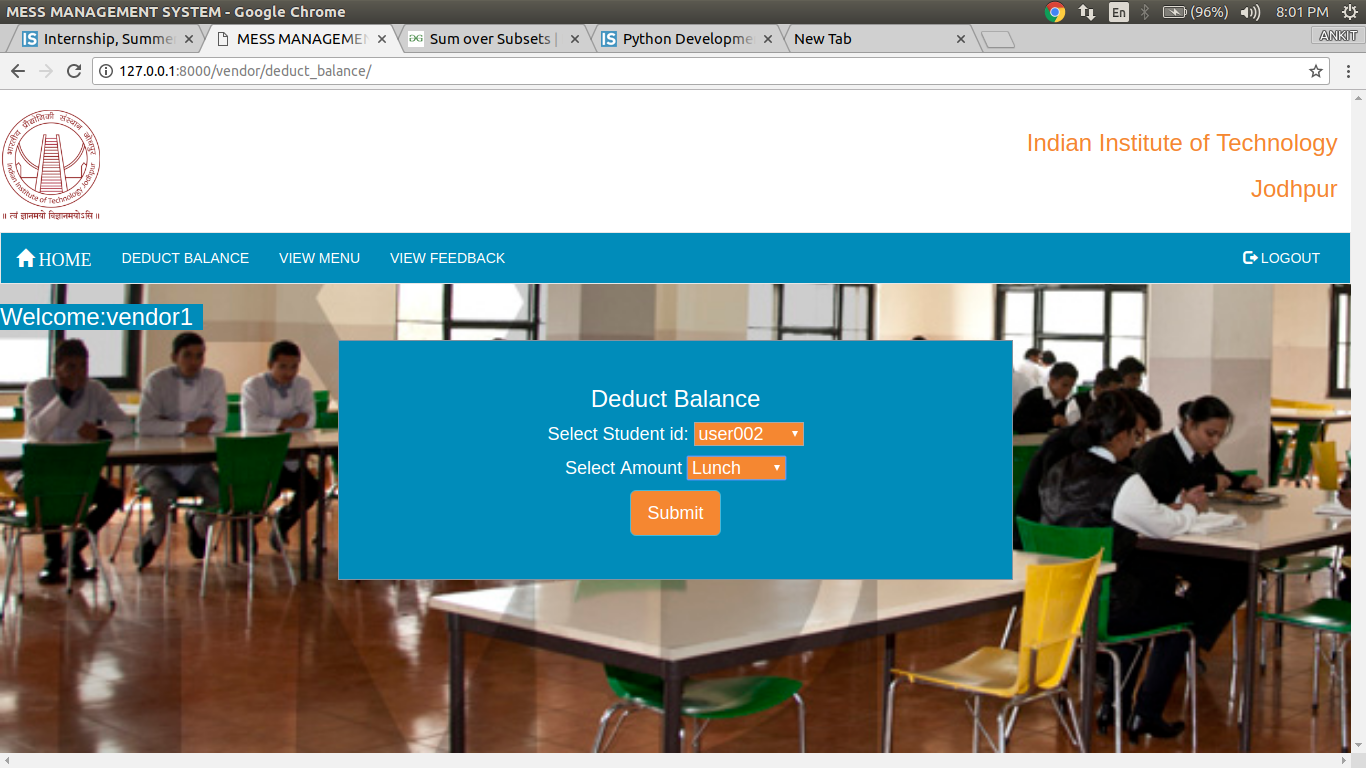 MESS MANAGEMENT SYSTEM - Google Chrome
En
(96%)
8:01 PM
Internship, Summe
MESS MANAGEME
Sum over Subsets |
Python Developme
New Tab
ANKIT
127.0.0.1:8000/vendor/deduct_balance/
भारतीय प्रौद्योगिकी संस्थान जोधपुर
Indian Institute of Technology Jodhpur
॥ त्वं ज्ञानमयो विज्ञानमयोऽसि ॥
Indian Institute of Technology
Jodhpur
HOME
DEDUCT BALANCE
VIEW MENU
VIEW FEEDBACK
LOGOUT
Welcome:vendor1
Deduct Balance
Select Student id: user002
Select Amount Lunch
Submit